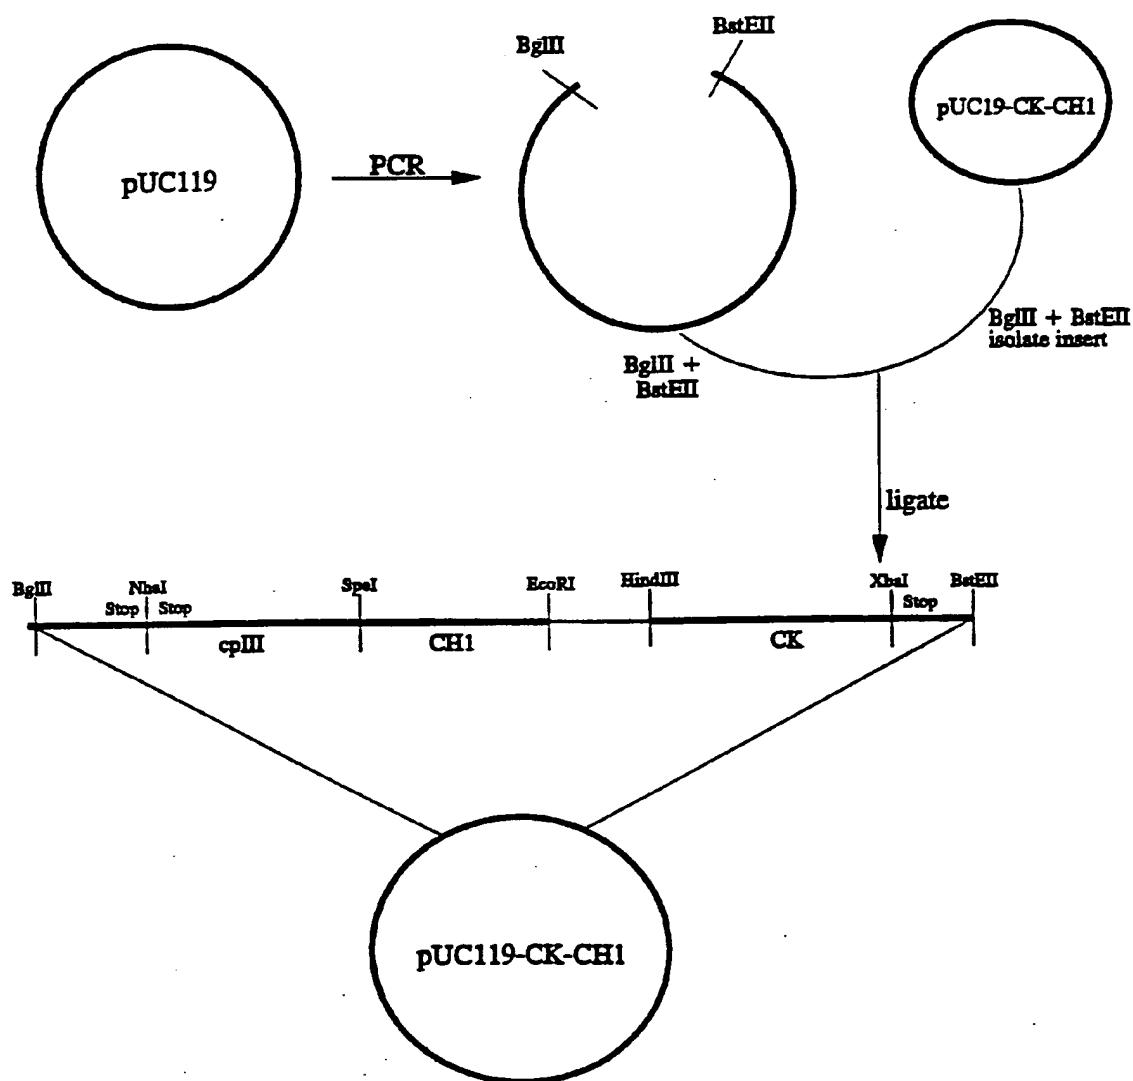 BglII
BstEII
pUC119
PCR
pUC19-CK-CH1
BglII + BstEII
isolate insert
BglII +
BstEII
ligate
BglII
NheI
SpeI
EcoRI
HindIII
XbaI
BstEII
Stop
Stop
Stop
cpIII
CH1
CK
pUC119-CK-CH1